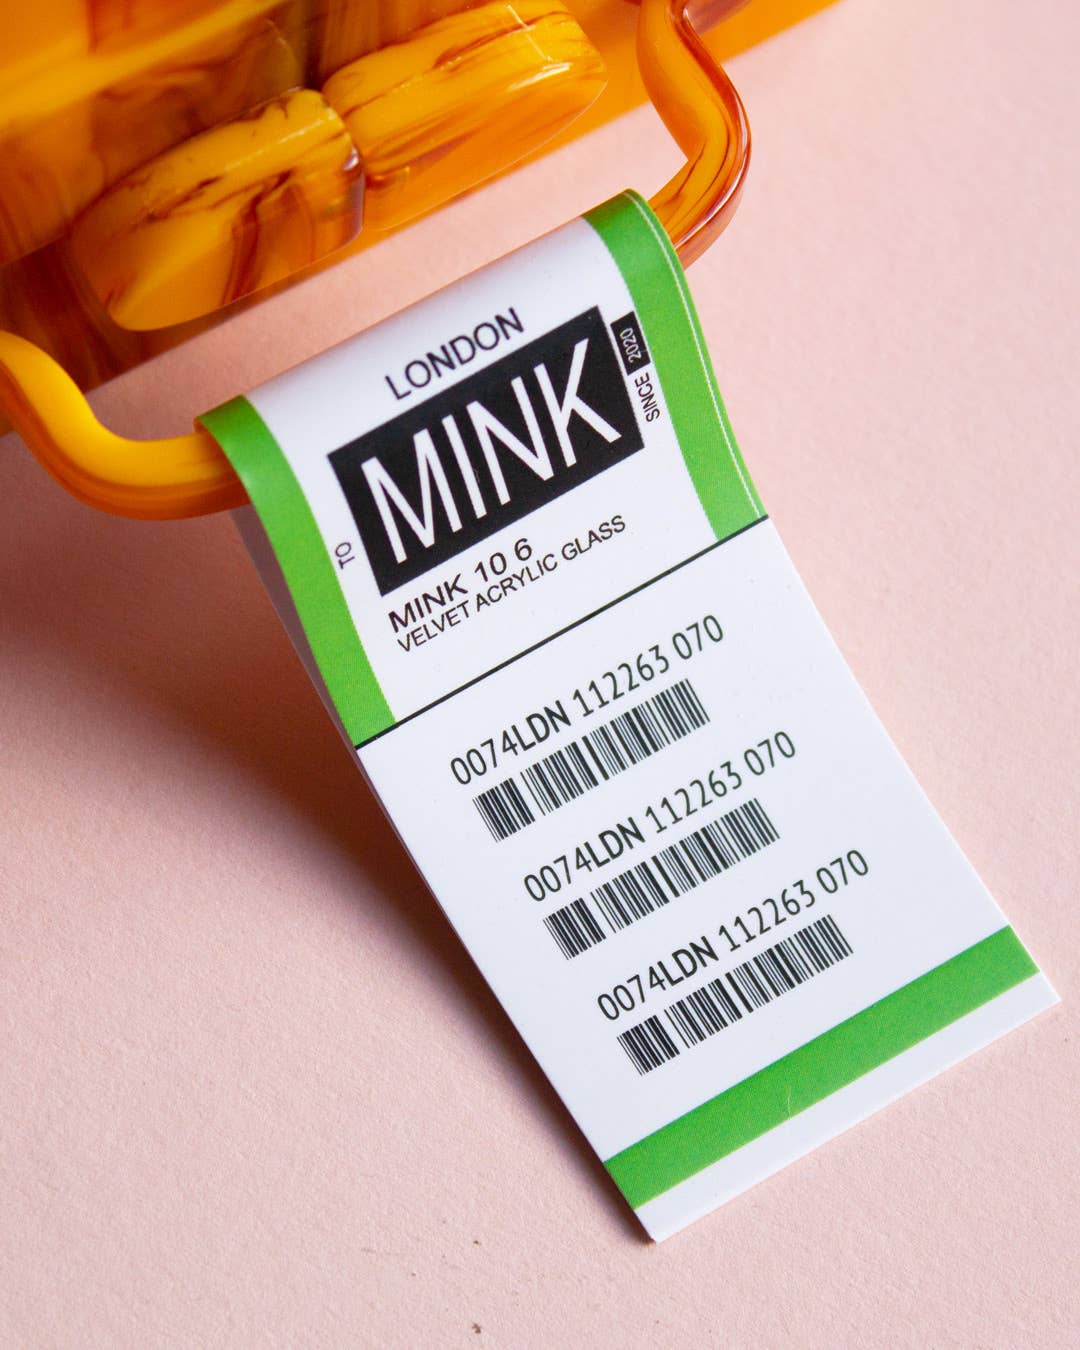 LONDON
TO
MINK
SINCE 2020
MINK 10 6
VELVET ACRYLIC GLASS
0074LDN 112263 070
0074LDN 112263 070
0074LDN 112263 070